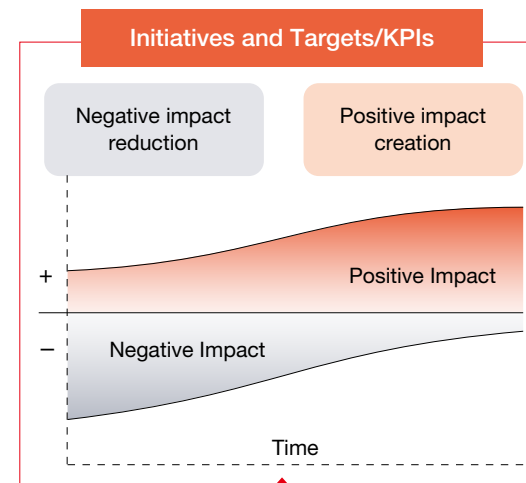 Initiatives and Targets/KPIs
Negative impact
reduction
Positive impact
creation
+
Positive Impact
−
Negative Impact
Time